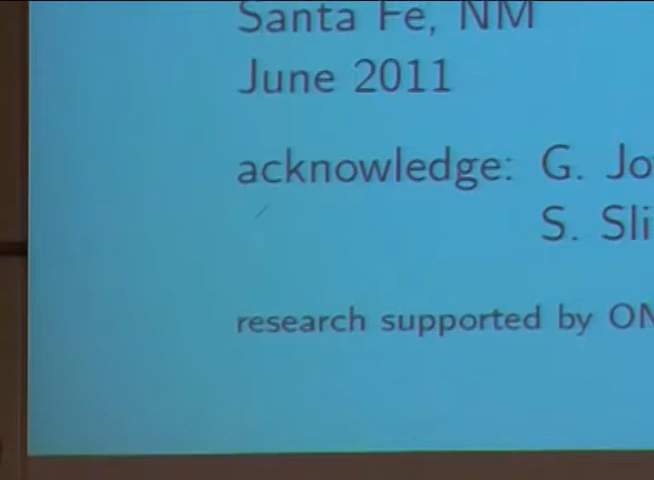 Santa Fe, NM
June 2011
acknowledge: G. Jo
S. Sli
research supported by ON